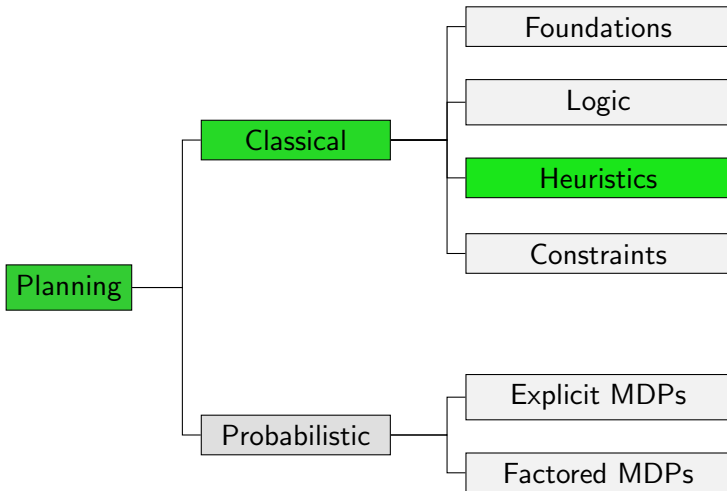 Foundations
Logic
Classical
Heuristics
Constraints
Planning
Explicit MDPs
Probabilistic
Factored MDPs